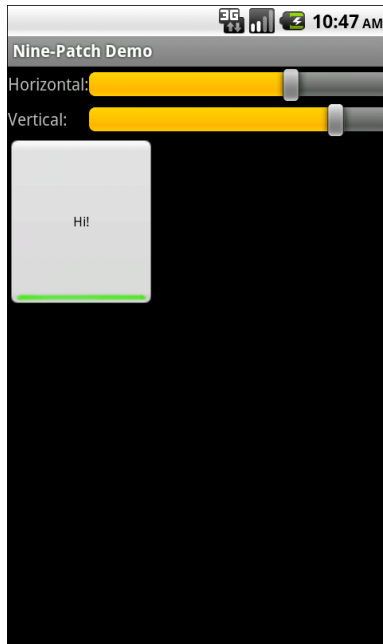 3G 10:47 AM
Nine-Patch Demo
Horizontal:
Vertical:
Hi!